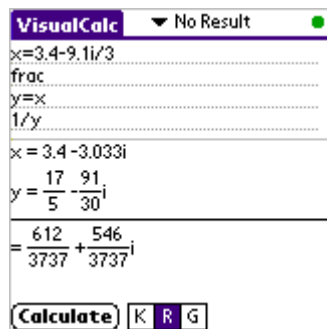 VisualCalc ▼ No Result
x=3.4-9.1i/3
frac
y=x
1/y
x = 3.4 -3.033i
y = 17/5 - 91/30 i
= 612/3737 + 546/3737 i
Calculate K R G